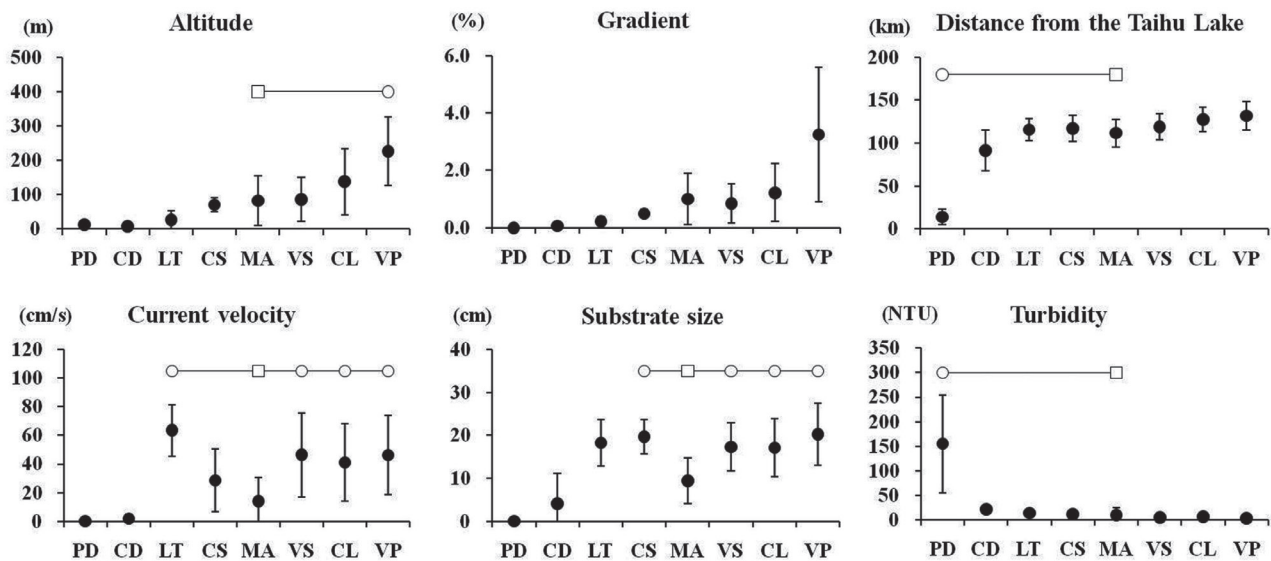 (m) Altitude
500
400
300
200
100
0
PD CD LT CS MA VS CL VP
(%) Gradient
6.0
4.0
2.0
0.0
PD CD LT CS MA VS CL VP
(km) Distance from the Taihu Lake
200
150
100
50
0
PD CD LT CS MA VS CL VP
(cm/s) Current velocity
120
100
80
60
40
20
0
PD CD LT CS MA VS CL VP
(cm) Substrate size
40
30
20
10
0
PD CD LT CS MA VS CL VP
(NTU) Turbidity
350
300
250
200
150
100
50
0
PD CD LT CS MA VS CL VP